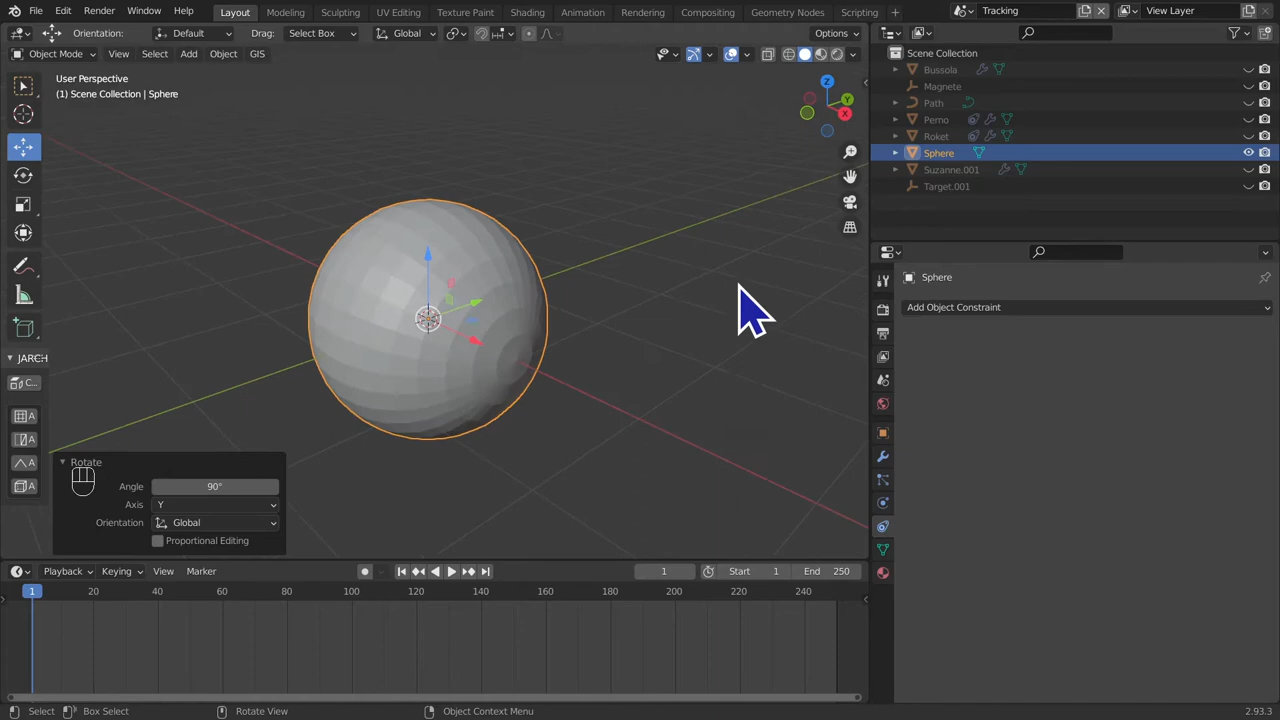 File Edit Render Window Help Layout Modeling Sculpting UV Editing Texture Paint Shading Animation Rendering Compositing Geometry Nodes Scripting + Tracking View Layer
Orientation: Default Drag: Select Box Global Options
Object Mode View Select Add Object GIS
User Perspective
(1) Scene Collection | Sphere
Z
Y
X
JARCH
C...
A
A
A
A
Rotate
Angle 90°
Axis Y
Orientation Global
Proportional Editing
Scene Collection
Bussola
Magnete
Path
Perno
Roket
Sphere
Suzanne.001
Target.001
Sphere
Add Object Constraint
Playback Keying View Marker 1 Start 1 End 250
1 20 40 60 80 100 120 140 160 180 200 220 240
Select Box Select Rotate View Object Context Menu 2.93.3